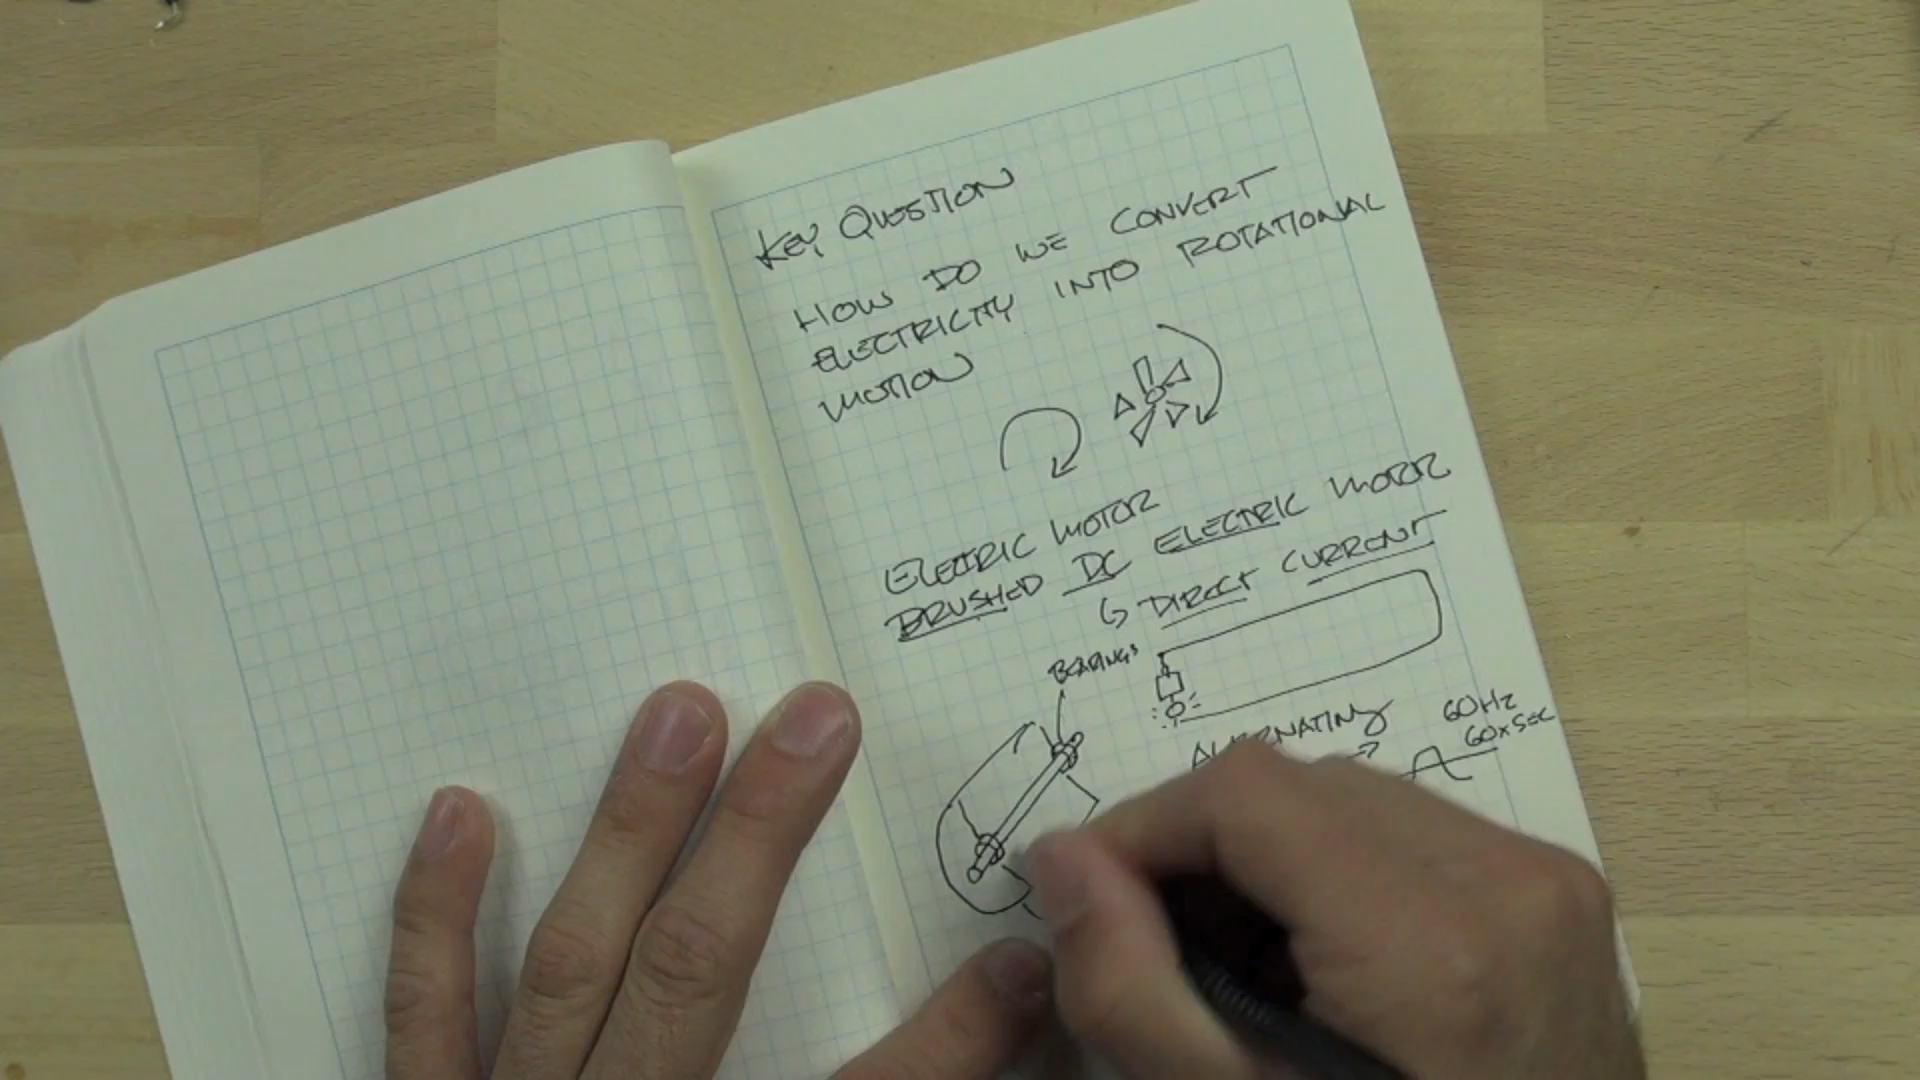 KEY QUESTION
HOW DO WE CONVERT
ELECTRICITY INTO ROTATIONAL
MOTION
ELECTRIC MOTOR
BRUSHED DC ELECTRIC MOTOR
DIRECT CURRENT
BEARINGS
ALTERNATING
60Hz
60xSEC